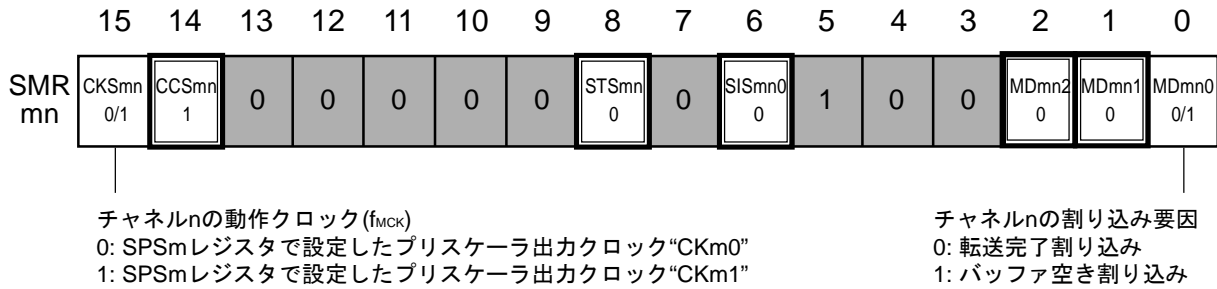 15 14 13 12 11 10 9 8 7 6 5 4 3 2 1 0
SMR
mn
CKSmn CCSmn 0 0 0 0 0 STSmn 0 SISmn0 1 0 0 MDmn2 MDmn1 MDmn0
0/1 1 0 0 0 0 0/1
チャネルnの動作クロック(fMCK)
0: SPSmレジスタで設定したプリスケーラ出力クロック“CKm0”
1: SPSmレジスタで設定したプリスケーラ出力クロック“CKm1”
チャネルnの割り込み要因
0: 転送完了割り込み
1: バッファ空き割り込み